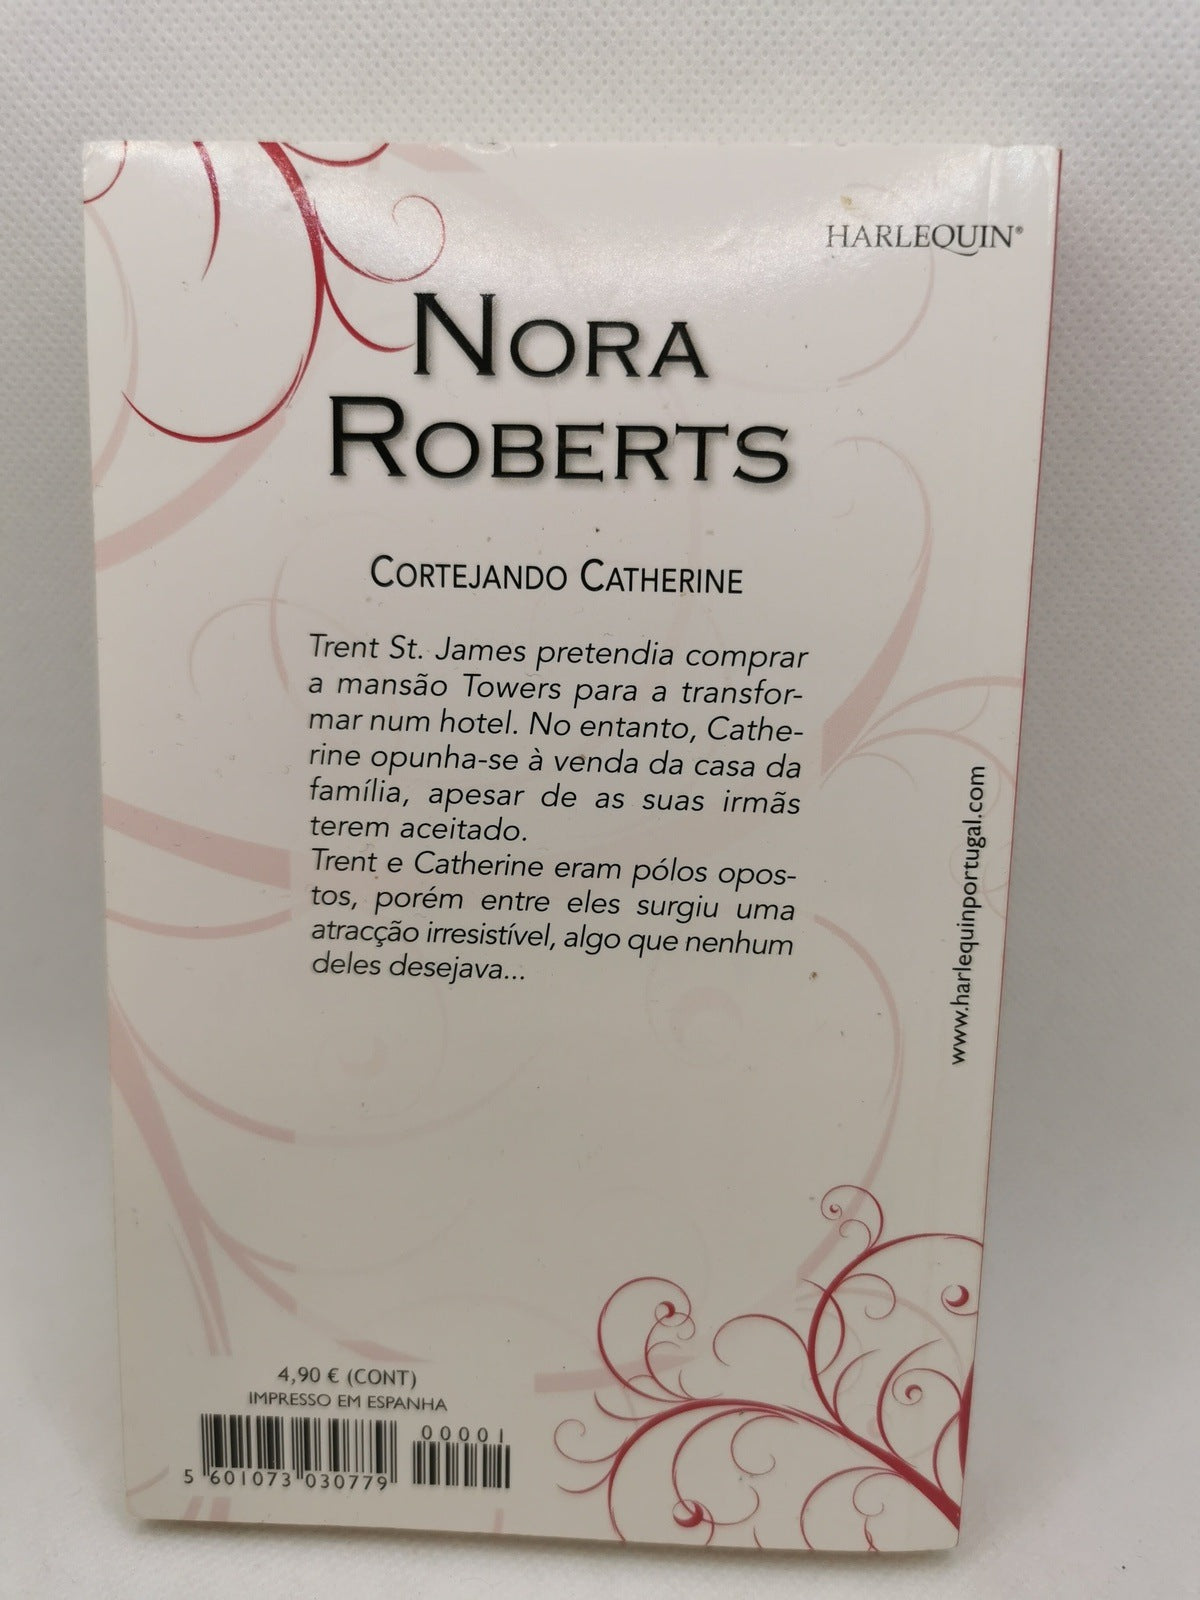 HARLEQUIN®
NORA
ROBERTS
CORTEJANDO CATHERINE
Trent St. James pretendia comprar
a mansão Towers para a transfor-
mar num hotel. No entanto, Cathe-
rine opunha-se à venda da casa da
família, apesar de as suas irmãs
terem aceitado.
Trent e Catherine eram pólos opos-
tos, porém entre eles surgiu uma
atracção irresistível, algo que nenhum
deles desejava...
www.harlequinportugal.com
4,90 € (CONT)
IMPRESSO EM ESPANHA
00001
5 601073 030779